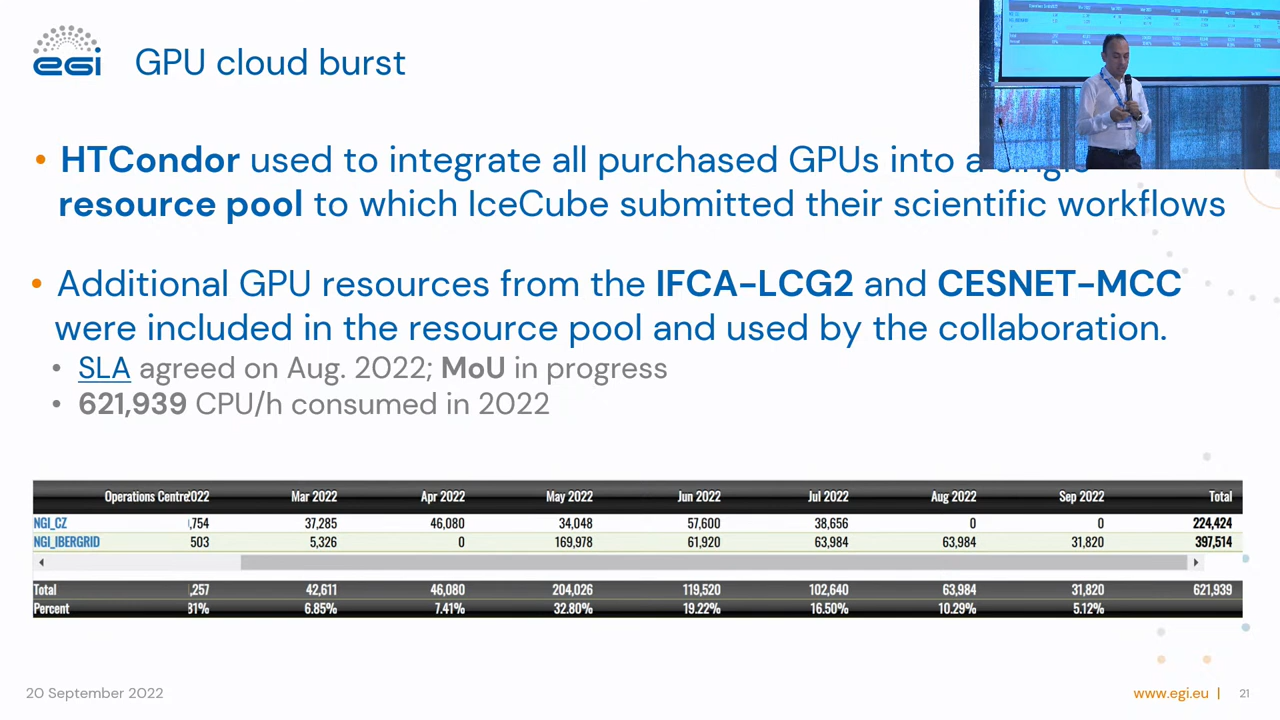 egi
GPU cloud burst
• HTCondor used to integrate all purchased GPUs into a single
resource pool to which IceCube submitted their scientific workflows
• Additional GPU resources from the IFCA-LCG2 and CESNET-MCC
were included in the resource pool and used by the collaboration.
• SLA agreed on Aug. 2022; MoU in progress
• 621,939 CPU/h consumed in 2022
Operations Centre 2022 Mar 2022 Apr 2022 May 2022 Jun 2022 Jul 2022 Aug 2022 Sep 2022 Total
NGI_CZ ,754 37,285 46,080 34,048 57,600 38,656 0 0 224,424
NGI_IBERGRID 503 5,326 0 169,978 61,920 63,984 63,984 31,820 397,514
Total ,257 42,611 46,080 204,026 119,520 102,640 63,984 31,820 621,939
Percent 31% 6.85% 7.41% 32.80% 19.22% 16.50% 10.29% 5.12%
20 September 2022
www.egi.eu | 21